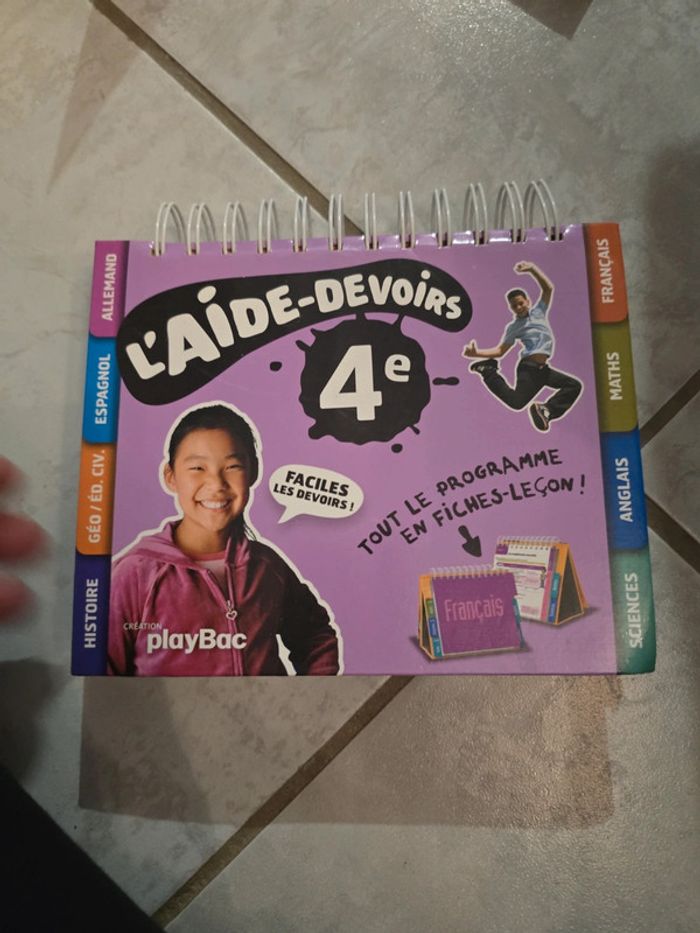 L'AIDE-DEVOIRS
4e
ALLEMAND
ESPAGNOL
GÉO / ÉD. CIV.
HISTOIRE
FRANÇAIS
MATHS
ANGLAIS
SCIENCES
FACILES
LES DEVOIRS !
TOUT LE PROGRAMME
EN FICHES-LEÇON !
Français
CRÉATION
playBac